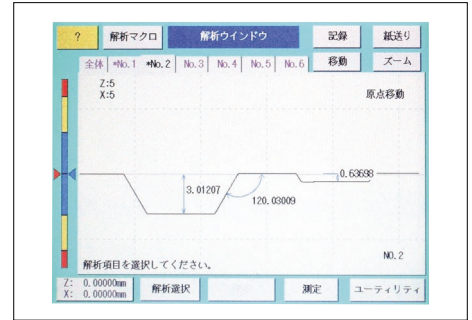 ? 解析マクロ 解析ウインドウ 記録 紙送り
全体 *No.1 *No.2 No.3 No.4 No.5 No.6 移動 ズーム
Z:5
X:5
原点移動
0.63698
3.01207
120.03009
NO.2
解析項目を選択してください。
Z: 0.00000mm
X: 0.00000mm
解析選択 測定 ユーティリティ